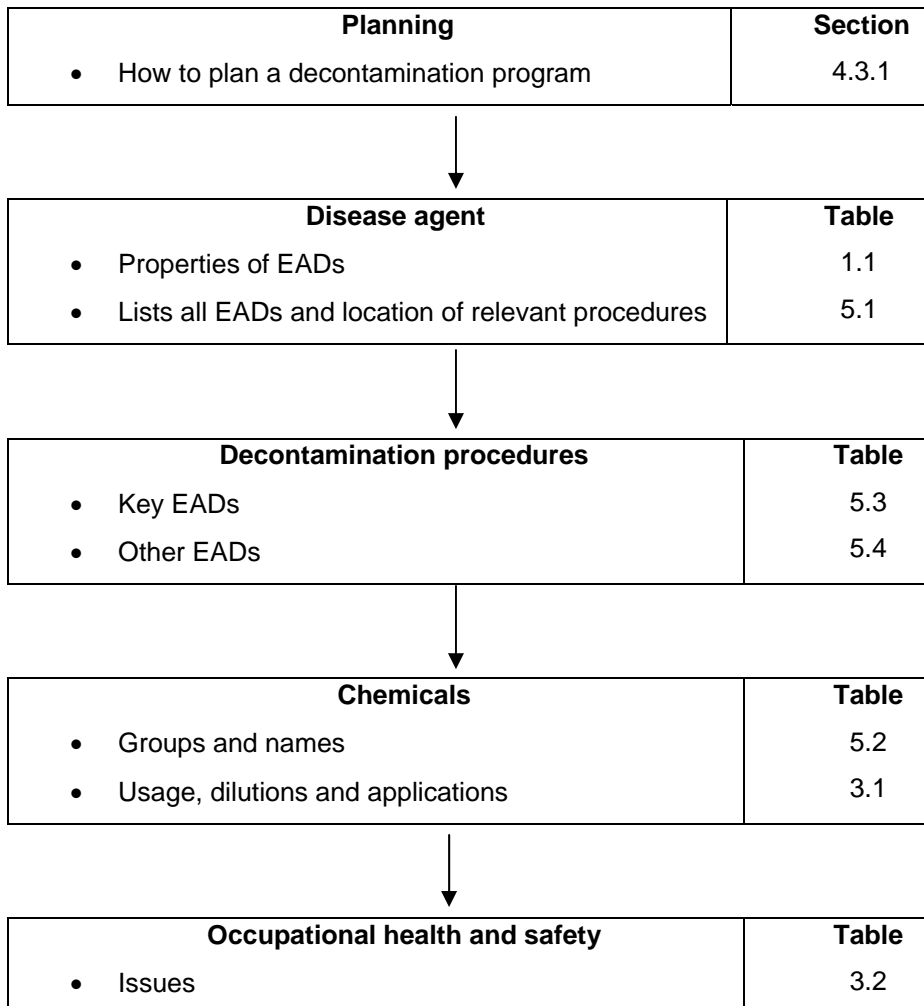 Planning Section
• How to plan a decontamination program 4.3.1
Disease agent Table
• Properties of EADs 1.1
• Lists all EADs and location of relevant procedures 5.1
Decontamination procedures Table
• Key EADs 5.3
• Other EADs 5.4
Chemicals Table
• Groups and names 5.2
• Usage, dilutions and applications 3.1
Occupational health and safety Table
• Issues 3.2